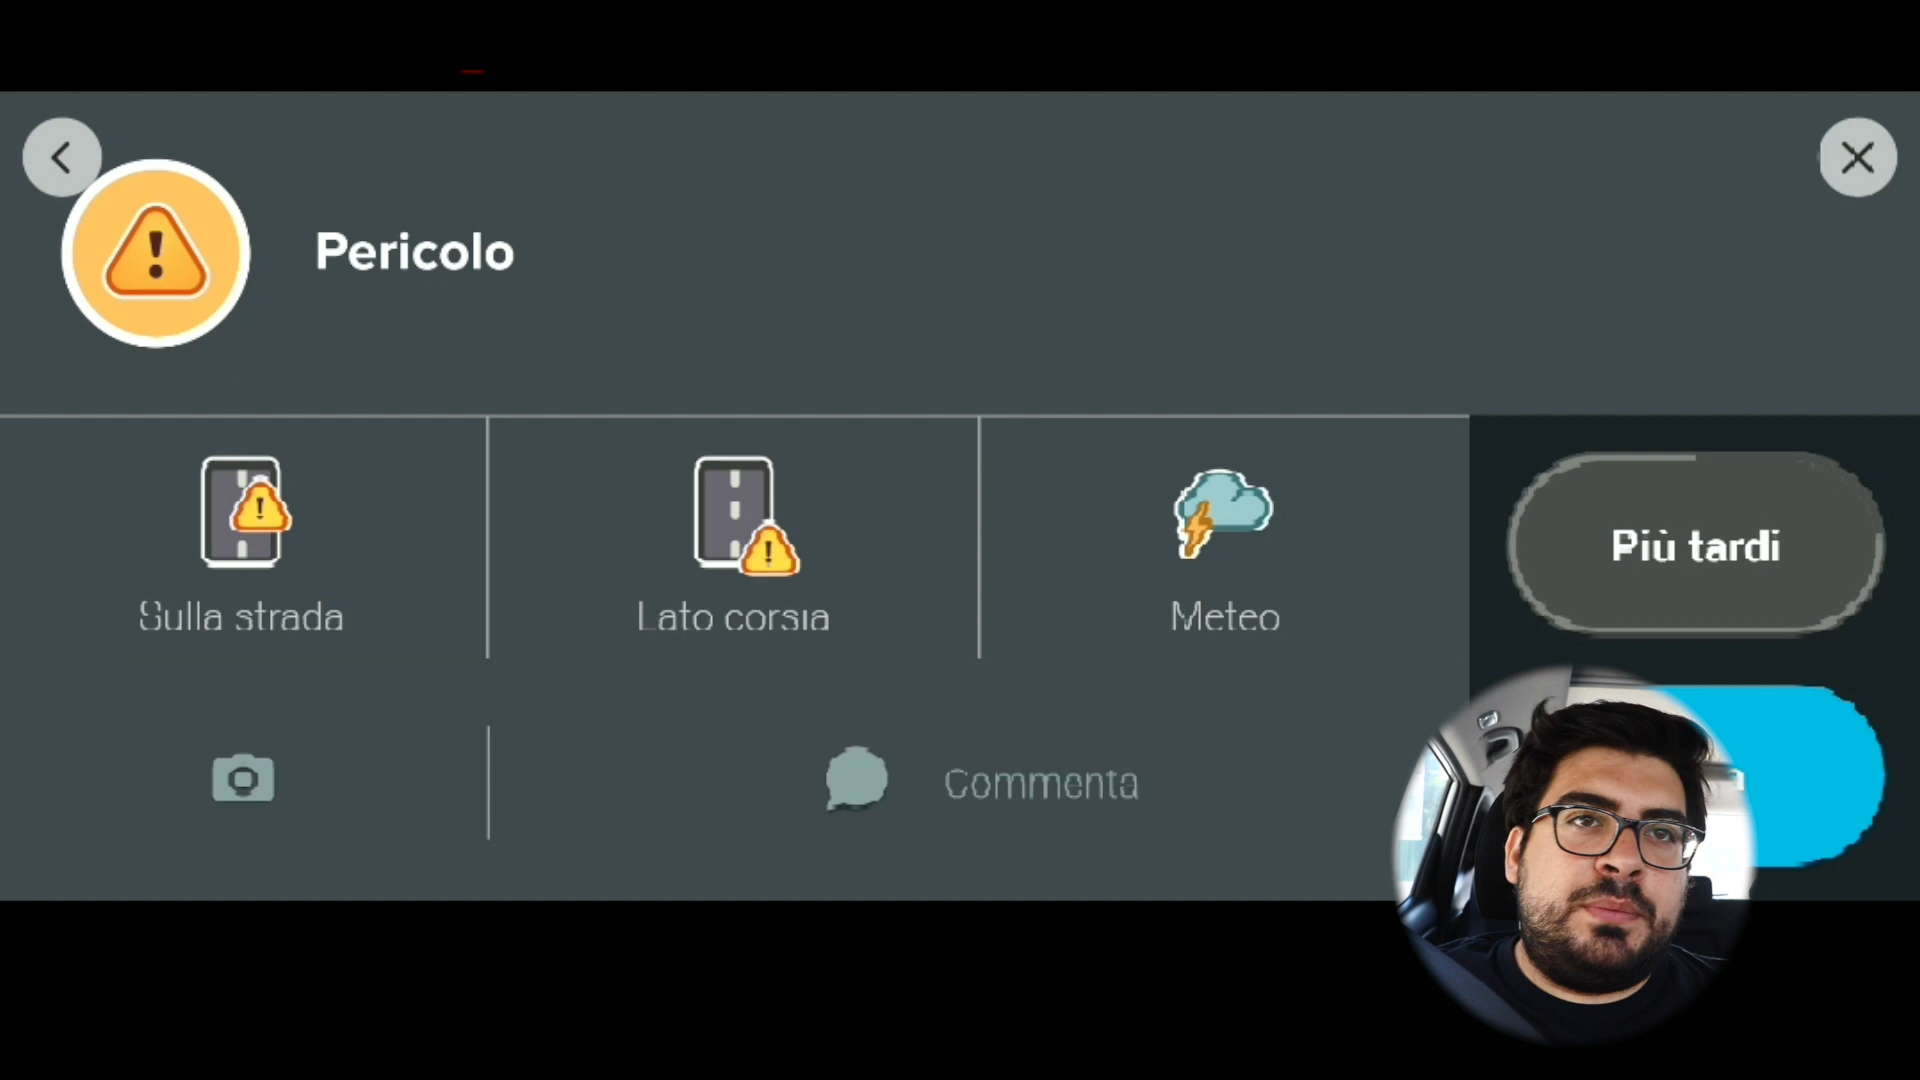 Pericolo
Sulla strada
Lato corsia
Meteo
Più tardi
Commenta